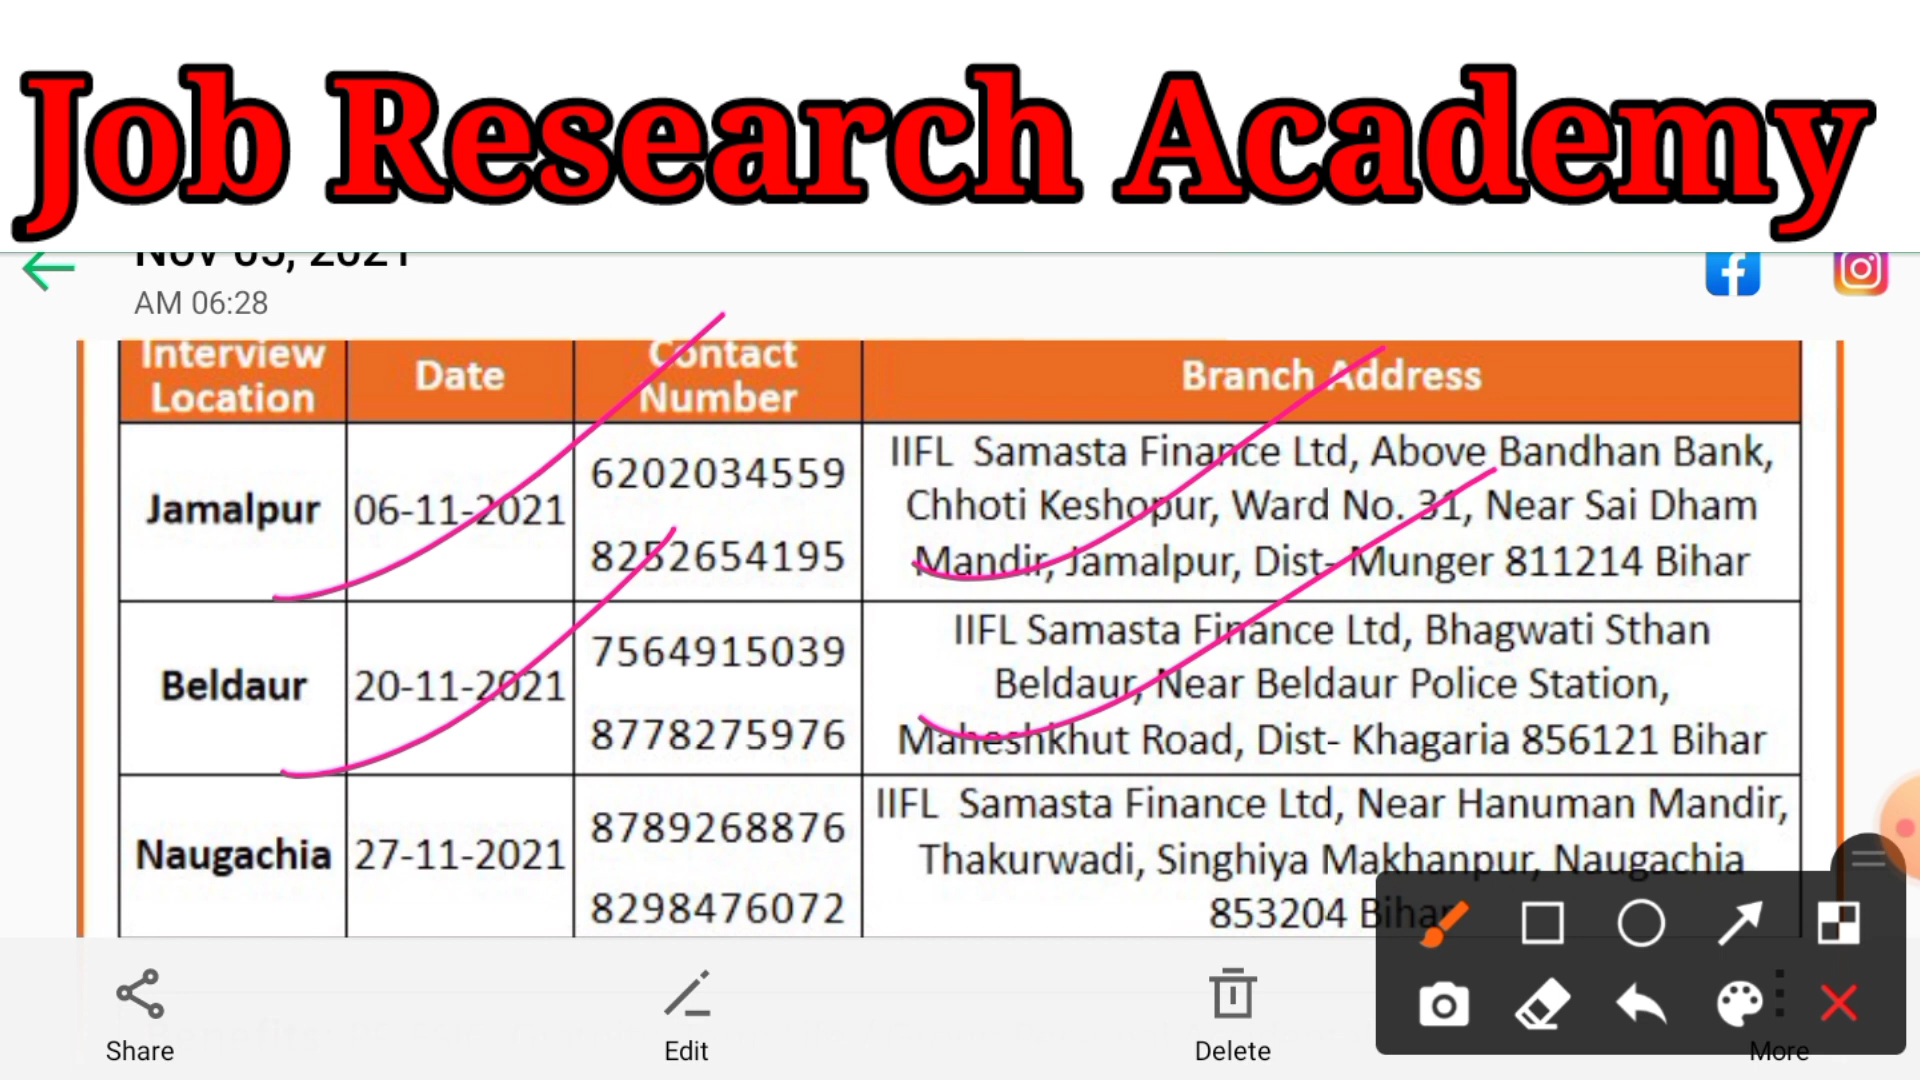 Job Research Academy
Nov 05, 2021
AM 06:28
Interview Location
Date
Contact Number
Branch Address
Jamalpur
06-11-2021
6202034559
8252654195
IIFL Samasta Finance Ltd, Above Bandhan Bank,
Chhoti Keshopur, Ward No. 31, Near Sai Dham
Mandir, Jamalpur, Dist- Munger 811214 Bihar
Beldaur
20-11-2021
7564915039
8778275976
IIFL Samasta Finance Ltd, Bhagwati Sthan
Beldaur, Near Beldaur Police Station,
Maheshkhut Road, Dist- Khagaria 856121 Bihar
Naugachia
27-11-2021
8789268876
8298476072
IIFL Samasta Finance Ltd, Near Hanuman Mandir,
Thakurwadi, Singhiya Makhanpur, Naugachia
853204 Bihar
Share
Edit
Delete
More